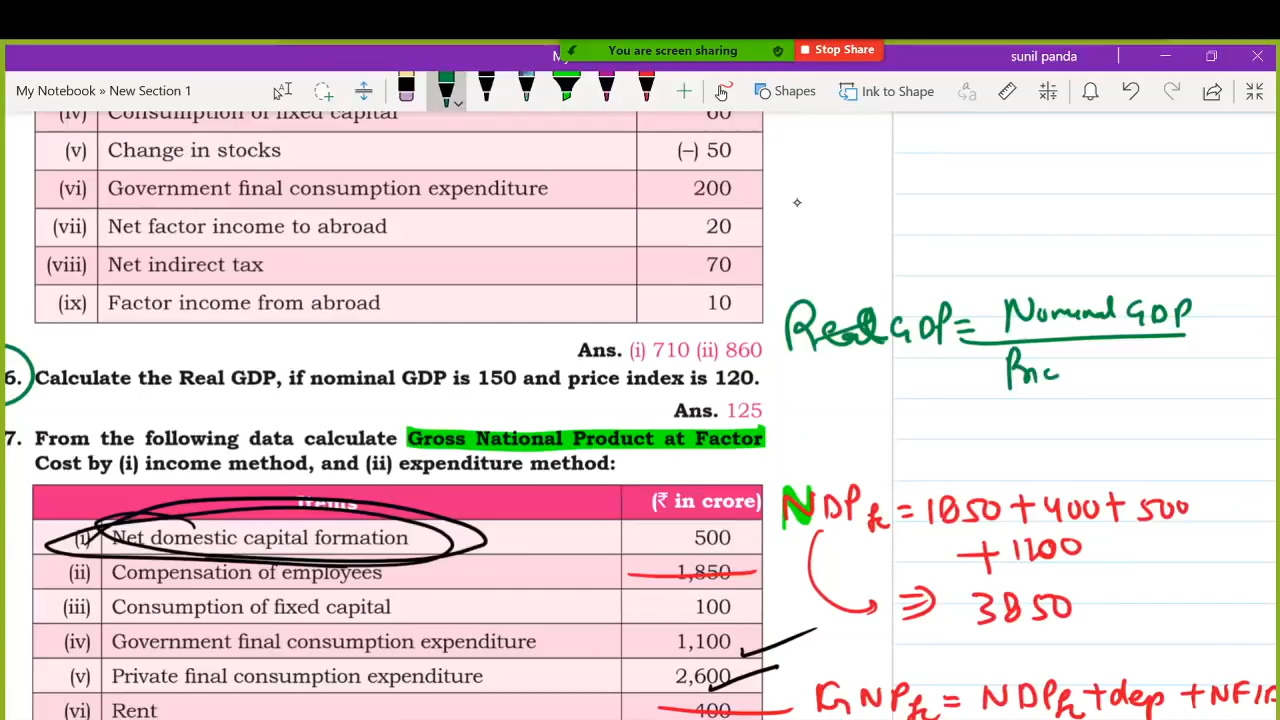 You are screen sharing
Stop Share
My
sunil panda
My Notebook » New Section 1
Shapes
Ink to Share
(iv) Consumption of fixed capital 60
(v) Change in stocks (–) 50
(vi) Government final consumption expenditure 200
(vii) Net factor income to abroad 20
(viii) Net indirect tax 70
(ix) Factor income from abroad 10
Ans. (i) 710 (ii) 860
6. Calculate the Real GDP, if nominal GDP is 150 and price index is 120.
Ans. 125
7. From the following data calculate Gross National Product at Factor
Cost by (i) income method, and (ii) expenditure method:
Items (₹ in crore)
(i) Net domestic capital formation 500
(ii) Compensation of employees 1,850
(iii) Consumption of fixed capital 100
(iv) Government final consumption expenditure 1,100
(v) Private final consumption expenditure 2,600
(vi) Rent 400
Real GDP = Nominal GDP
Pric
NDPfc = 1850 + 400 + 500
+ 1100
⇒ 3850
GNPfc = NDPfc + dep + NFI